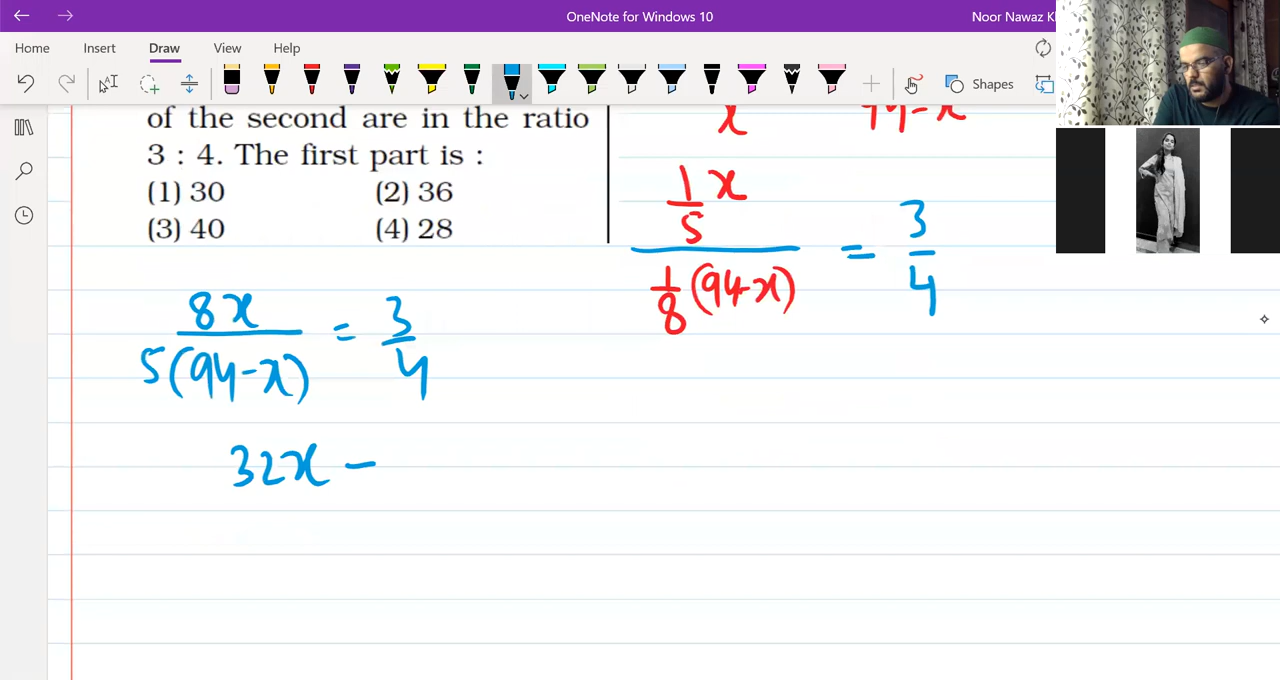 OneNote for Windows 10
Noor Nawaz Kh
Home Insert Draw View Help
Shapes
of the second are in the ratio
3 : 4. The first part is :
(1) 30 (2) 36
(3) 40 (4) 28
x 94-x
1/5 x / 1/8 (94-x) = 3/4
8x / 5(94-x) = 3/4
32x -